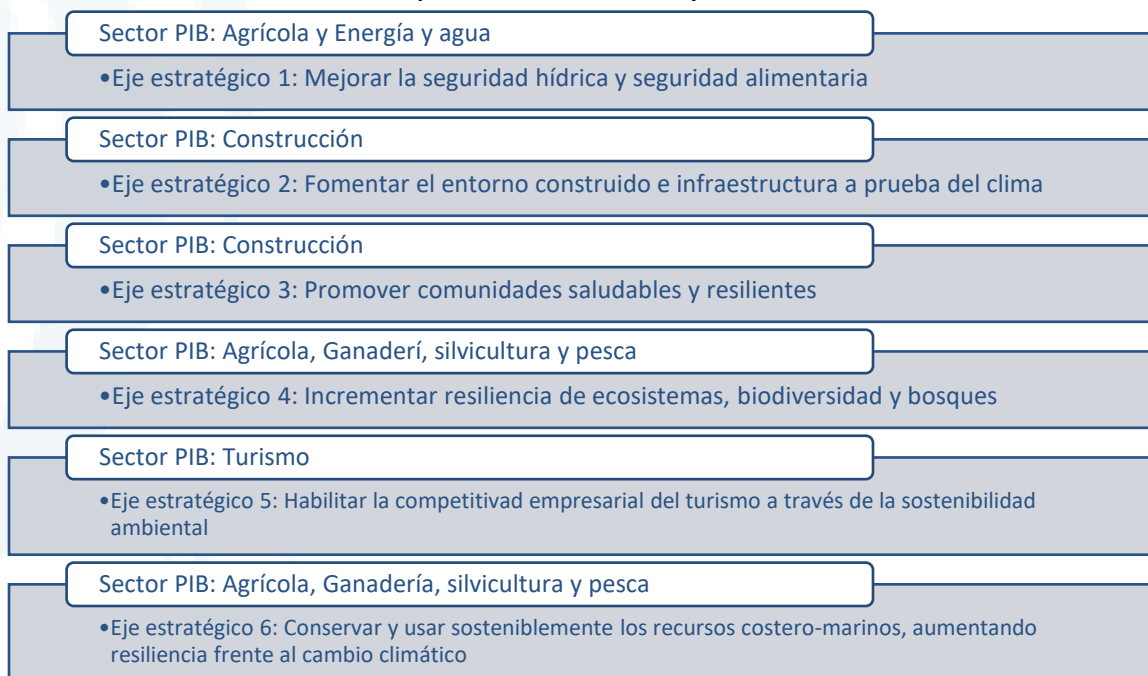 Sector PIB: Agrícola y Energía y agua
•Eje estratégico 1: Mejorar la seguridad hídrica y seguridad alimentaria
Sector PIB: Construcción
•Eje estratégico 2: Fomentar el entorno construido e infraestructura a prueba del clima
Sector PIB: Construcción
•Eje estratégico 3: Promover comunidades saludables y resilientes
Sector PIB: Agrícola, Ganaderí, silvicultura y pesca
•Eje estratégico 4: Incrementar resiliencia de ecosistemas, biodiversidad y bosques
Sector PIB: Turismo
•Eje estratégico 5: Habilitar la competitivad empresarial del turismo a través de la sostenibilidad
ambiental
Sector PIB: Agrícola, Ganadería, silvicultura y pesca
•Eje estratégico 6: Conservar y usar sosteniblemente los recursos costero-marinos, aumentando
resiliencia frente al cambio climático